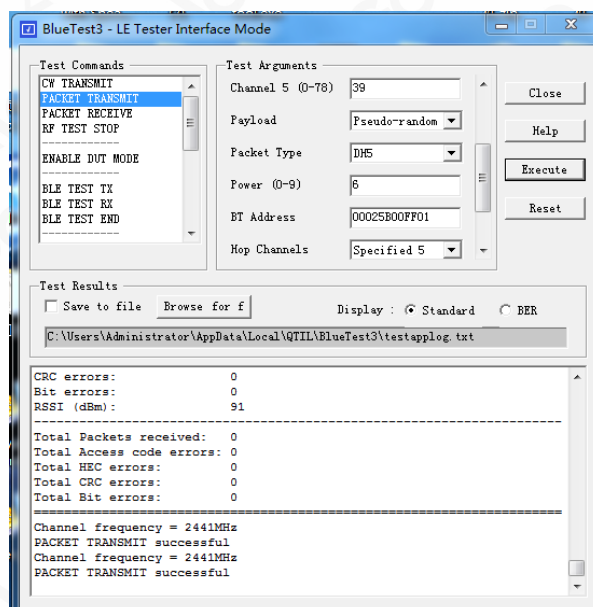 BlueTest3 - LE Tester Interface Mode
Test Commands
CW TRANSMIT
PACKET TRANSMIT
PACKET RECEIVE
RF TEST STOP
------------
ENABLE DUT MODE
------------
BLE TEST TX
BLE TEST RX
BLE TEST END
------------
Test Arguments
Channel 5 (0-78) 39
Payload Pseudo-random
Packet Type DH5
Power (0-9) 6
BT Address 00025B00FF01
Hop Channels Specified 5
Close
Help
Execute
Reset
Test Results
Save to file Browse for f Display : Standard BER
C:\Users\Administrator\AppData\Local\QTIL\BlueTest3\testapplog.txt
CRC errors: 0
Bit errors: 0
RSSI (dBm): 91
Total Packets received: 0
Total Access code errors: 0
Total HEC errors: 0
Total CRC errors: 0
Total Bit errors: 0
Channel frequency = 2441MHz
PACKET TRANSMIT successful
Channel frequency = 2441MHz
PACKET TRANSMIT successful